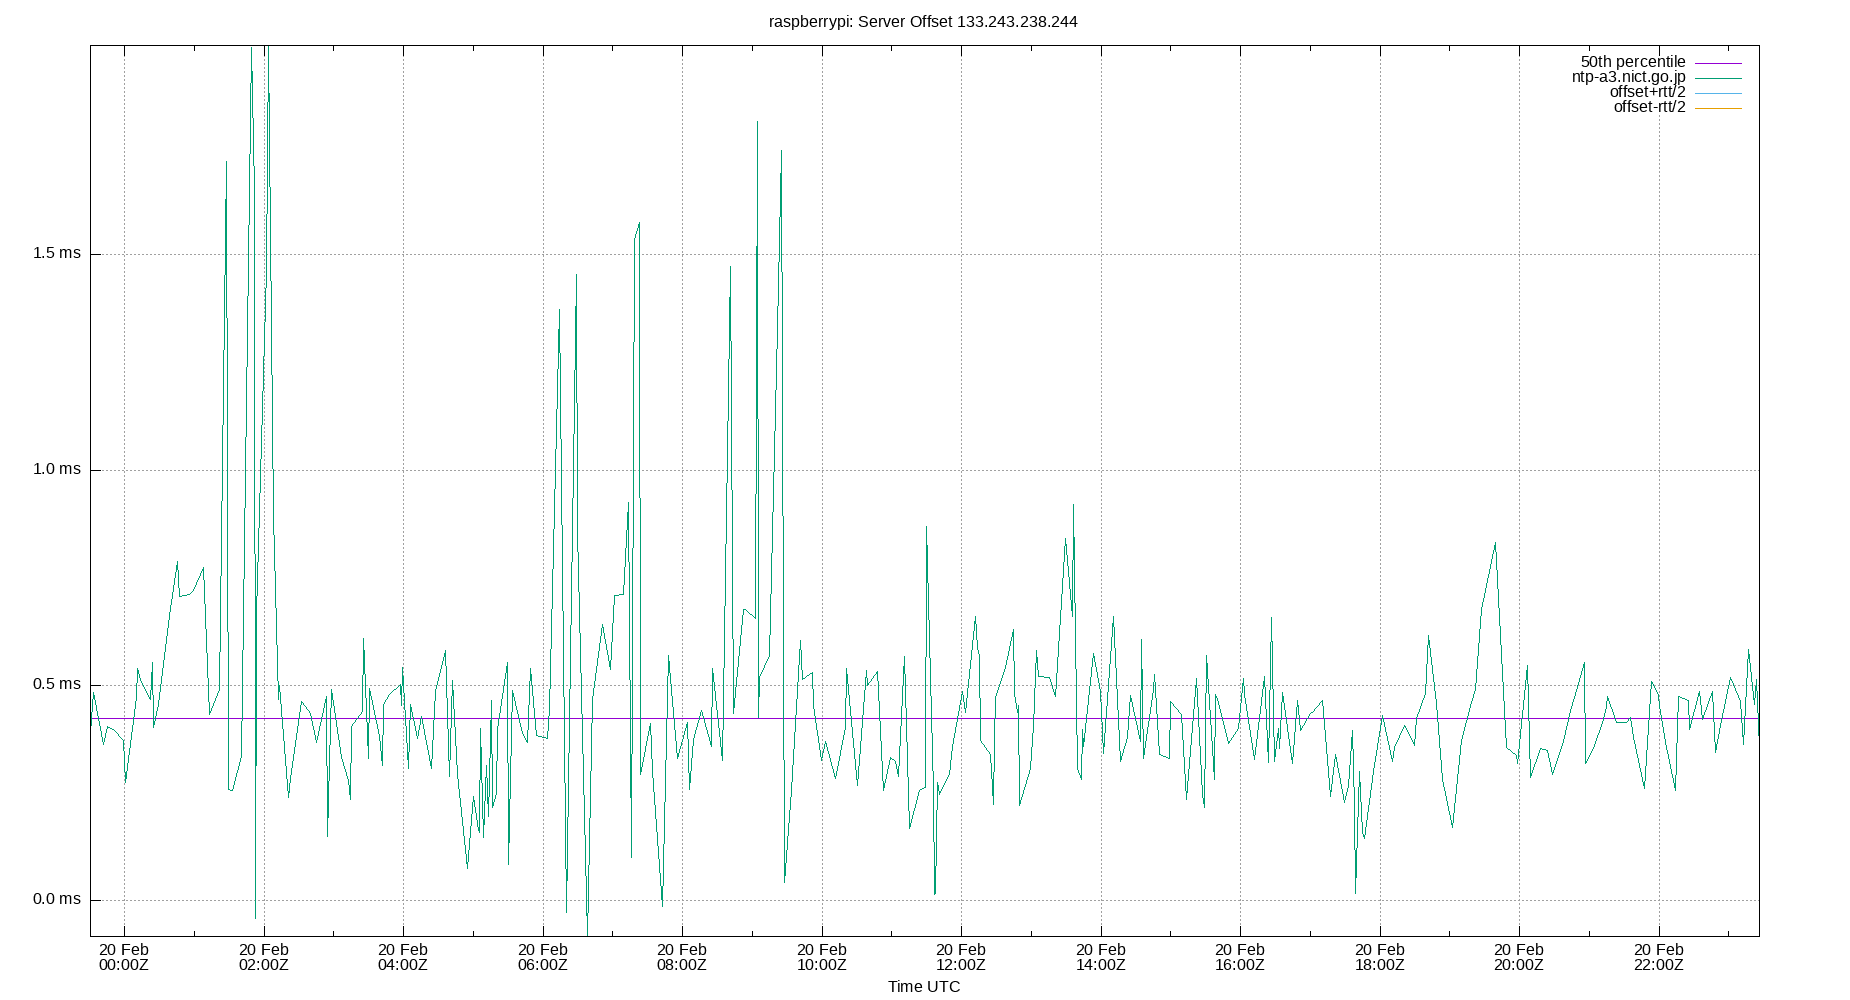 raspberrypi: Server Offset 133.243.238.244
50th percentile
ntp-a3.nict.go.jp
offset+rtt/2
offset-rtt/2
1.5 ms
1.0 ms
0.5 ms
0.0 ms
20 Feb 20 Feb 20 Feb 20 Feb 20 Feb 20 Feb 20 Feb 20 Feb 20 Feb 20 Feb 20 Feb 20 Feb
00:00Z 02:00Z 04:00Z 06:00Z 08:00Z 10:00Z 12:00Z 14:00Z 16:00Z 18:00Z 20:00Z 22:00Z
Time UTC